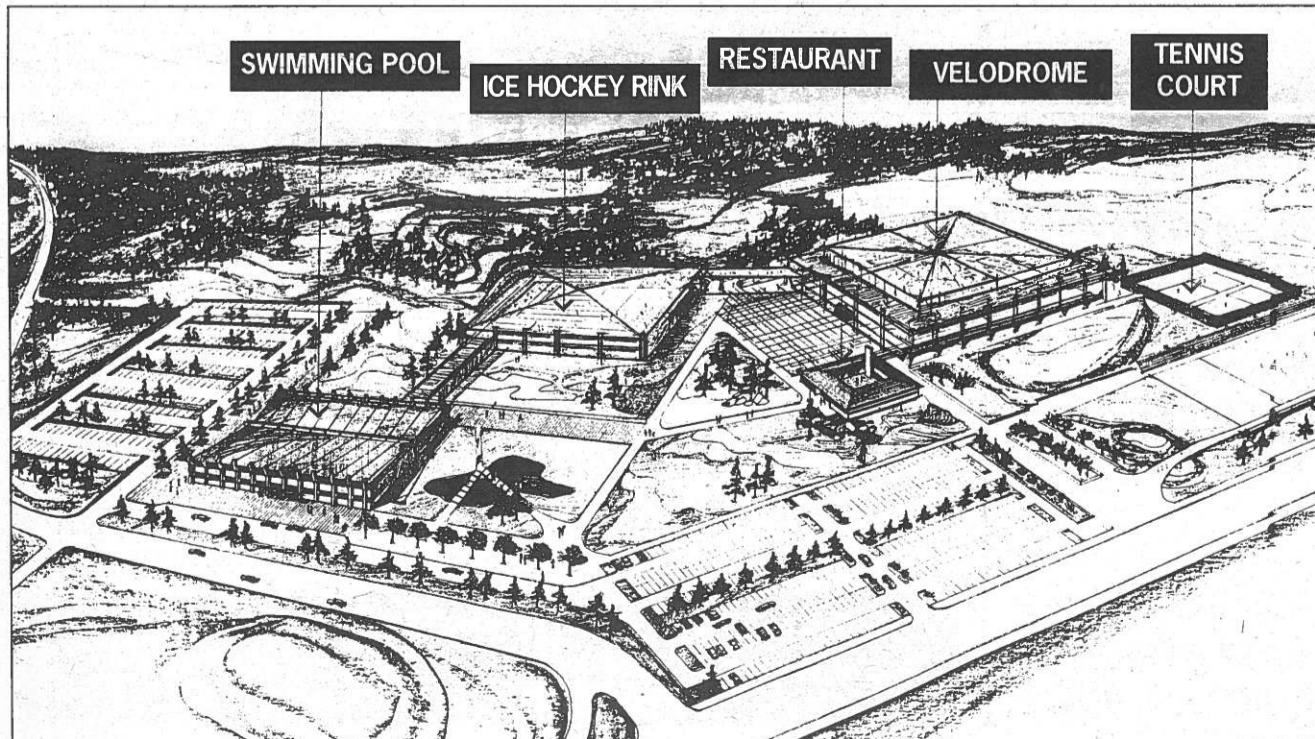 SWIMMING POOL
ICE HOCKEY RINK
RESTAURANT
VELODROME
TENNIS
COURT